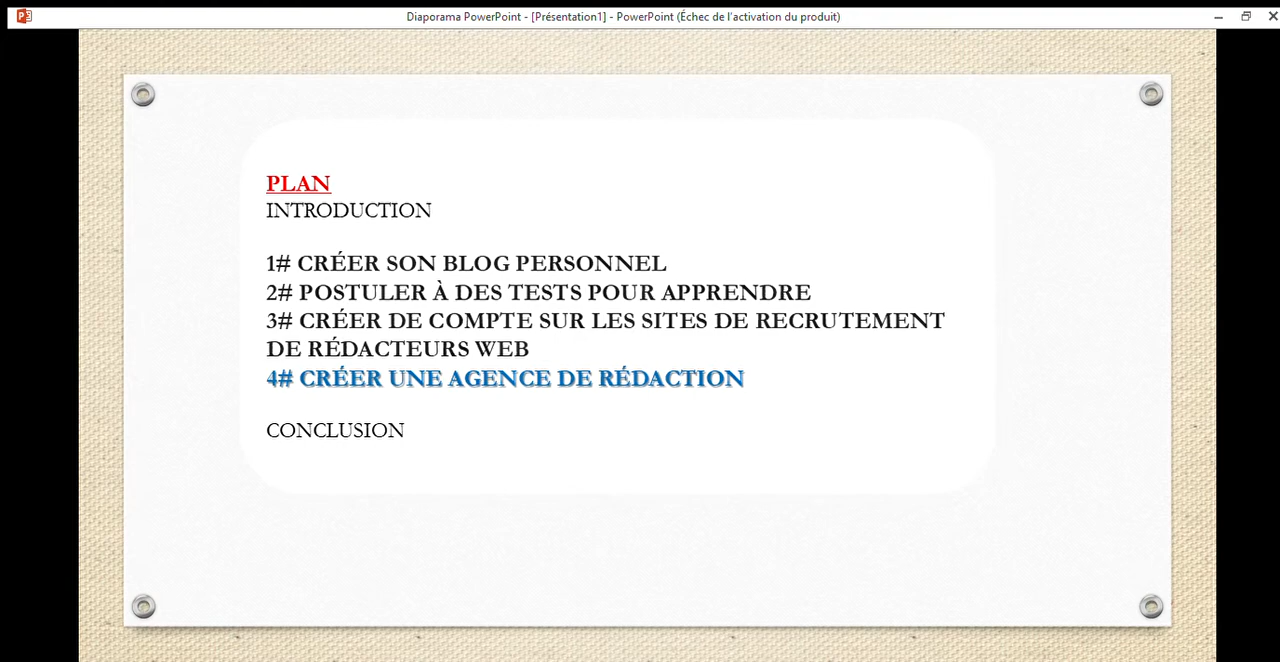 Diaporama PowerPoint - [Présentation1] - PowerPoint (Échec de l'activation du produit)
PLAN
INTRODUCTION
1# CRÉER SON BLOG PERSONNEL
2# POSTULER À DES TESTS POUR APPRENDRE
3# CRÉER DE COMPTE SUR LES SITES DE RECRUTEMENT
DE RÉDACTEURS WEB
4# CRÉER UNE AGENCE DE RÉDACTION
CONCLUSION